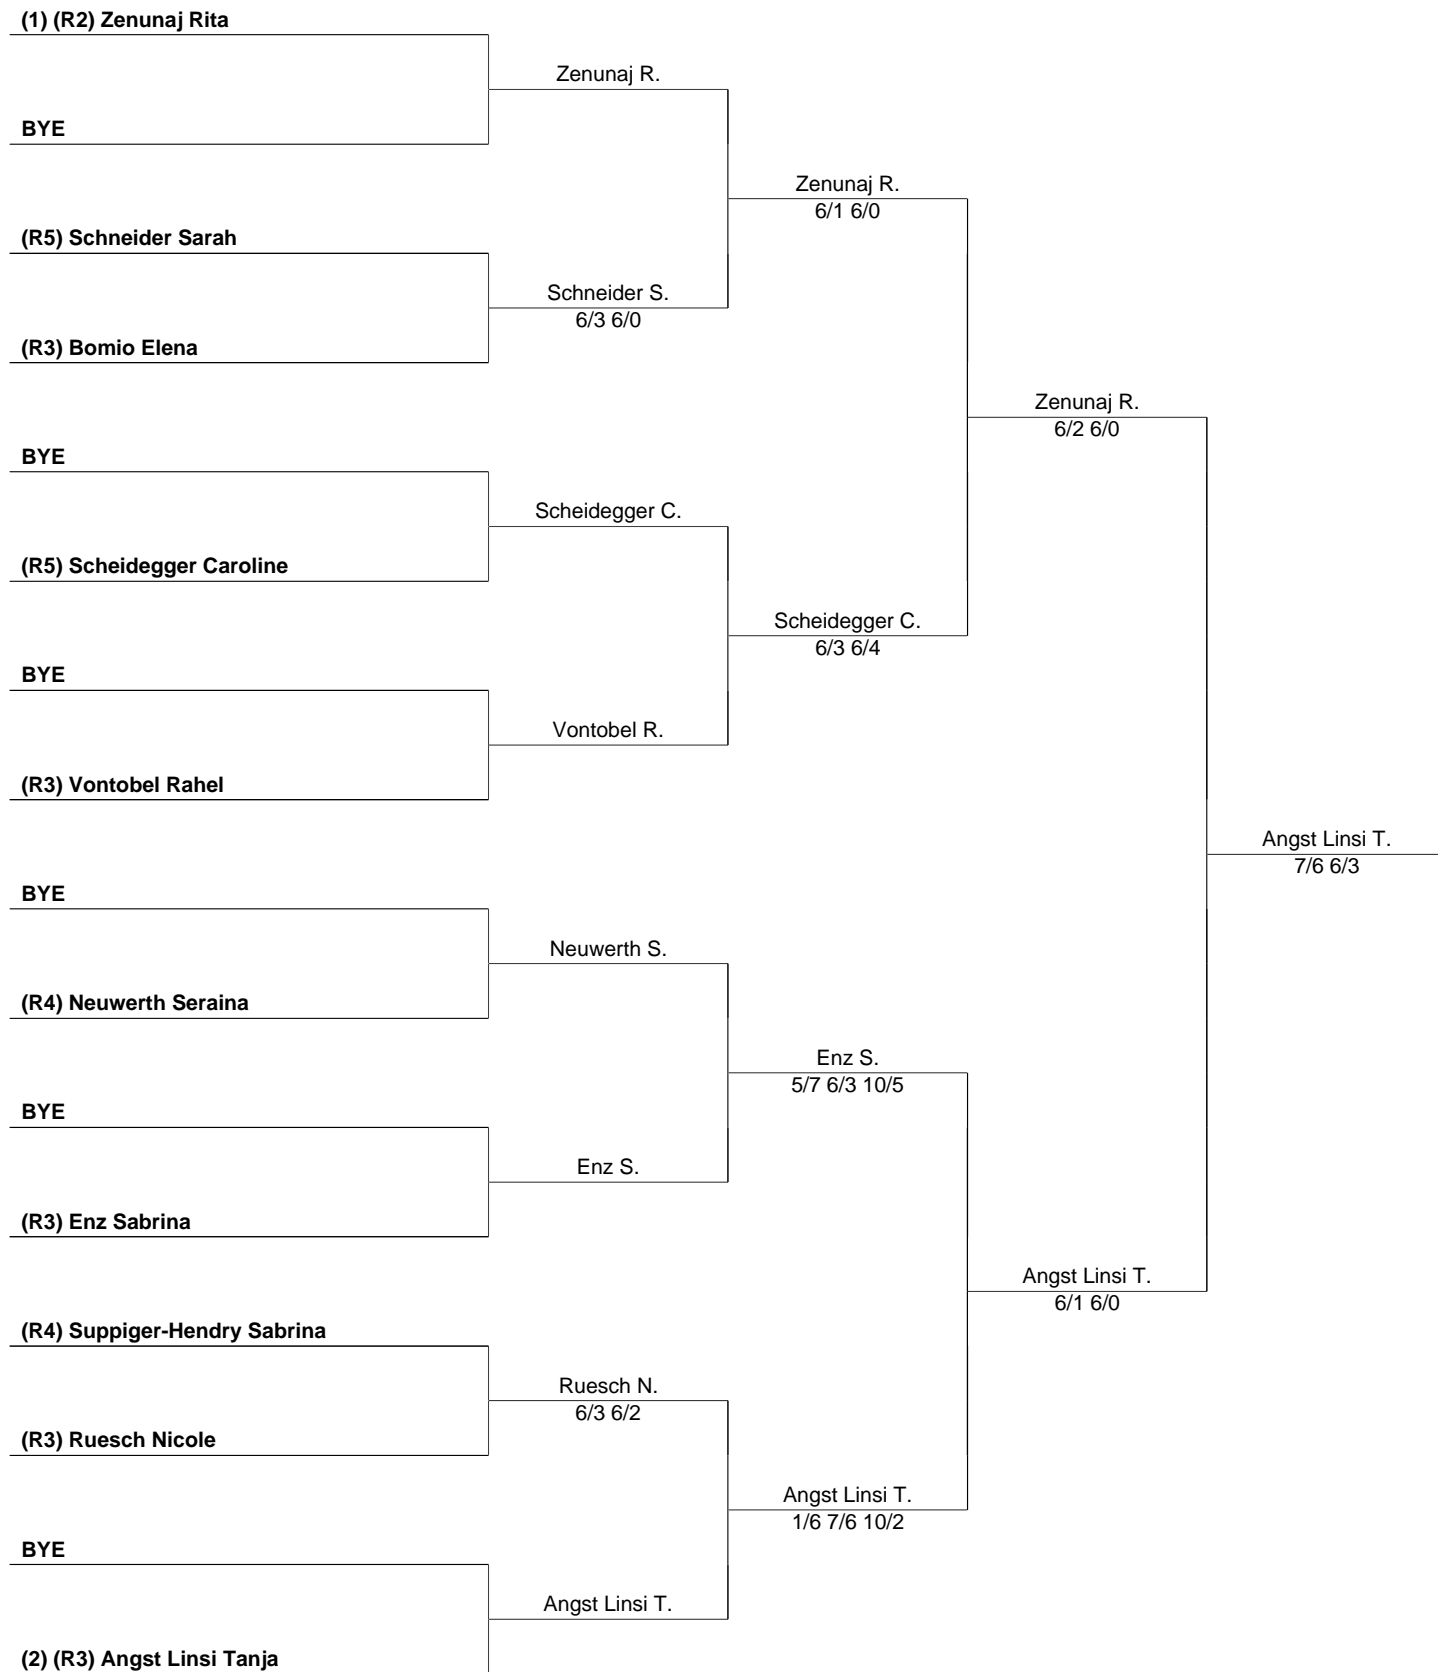 (1) (R2) Zenunaj Rita
Zenunaj R.
BYE
Zenunaj R.
6/1 6/0
(R5) Schneider Sarah
Schneider S.
6/3 6/0
(R3) Bomio Elena
Zenunaj R.
6/2 6/0
BYE
Scheidegger C.
(R5) Scheidegger Caroline
Scheidegger C.
6/3 6/4
BYE
Vontobel R.
(R3) Vontobel Rahel
Angst Linsi T.
7/6 6/3
BYE
Neuwerth S.
(R4) Neuwerth Seraina
Enz S.
5/7 6/3 10/5
BYE
Enz S.
(R3) Enz Sabrina
Angst Linsi T.
6/1 6/0
(R4) Suppiger-Hendry Sabrina
Ruesch N.
6/3 6/2
(R3) Ruesch Nicole
Angst Linsi T.
1/6 7/6 10/2
BYE
Angst Linsi T.
(2) (R3) Angst Linsi Tanja